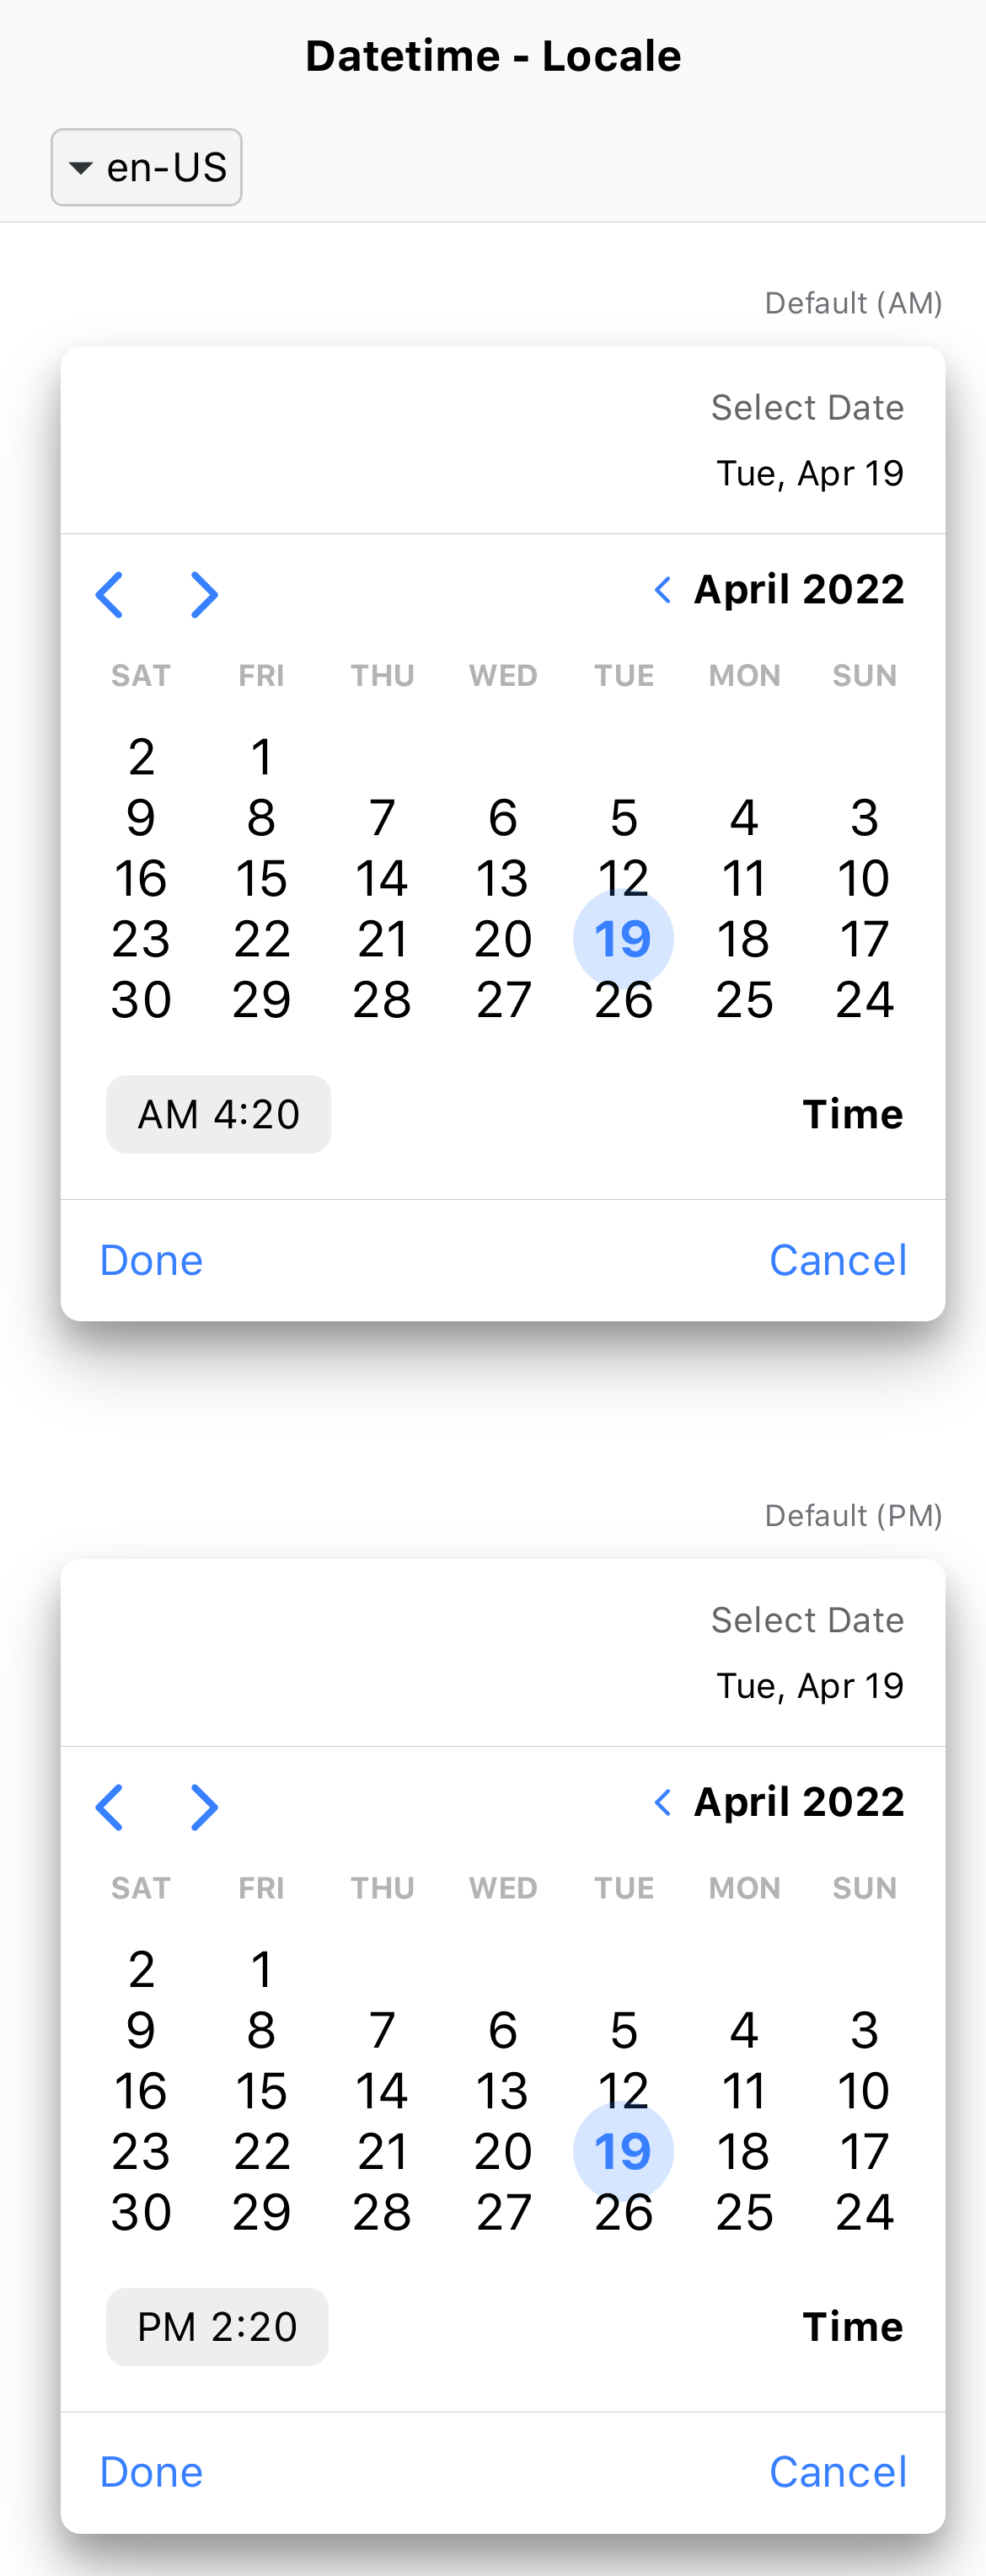 Datetime - Locale
en-US
Default (AM)
Select Date
Tue, Apr 19
April 2022
SAT FRI THU WED TUE MON SUN
2 1
9 8 7 6 5 4 3
16 15 14 13 12 11 10
23 22 21 20 19 18 17
30 29 28 27 26 25 24
AM 4:20 Time
Done Cancel
Default (PM)
Select Date
Tue, Apr 19
April 2022
SAT FRI THU WED TUE MON SUN
2 1
9 8 7 6 5 4 3
16 15 14 13 12 11 10
23 22 21 20 19 18 17
30 29 28 27 26 25 24
PM 2:20 Time
Done Cancel